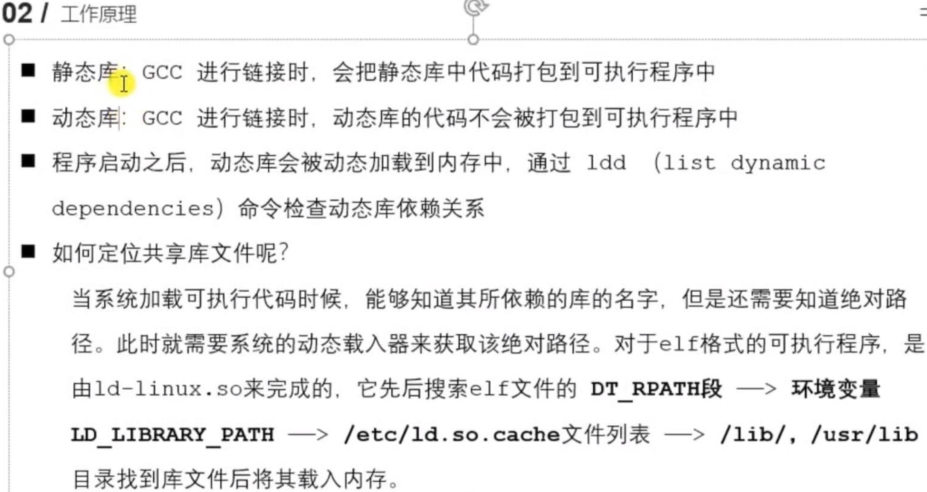 02 / 工作原理
静态库：GCC 进行链接时，会把静态库中代码打包到可执行程序中
动态库：GCC 进行链接时，动态库的代码不会被打包到可执行程序中
程序启动之后，动态库会被动态加载到内存中，通过 ldd （list dynamic
dependencies）命令检查动态库依赖关系
如何定位共享库文件呢？
当系统加载可执行代码时候，能够知道其所依赖的库的名字，但是还需要知道绝对路
径。此时就需要系统的动态载入器来获取该绝对路径。对于elf格式的可执行程序，是
由ld-linux.so来完成的，它先后搜索elf文件的 DT_RPATH段 ——> 环境变量
LD_LIBRARY_PATH ——> /etc/ld.so.cache文件列表 ——> /lib/，/usr/lib
目录找到库文件后将其载入内存。